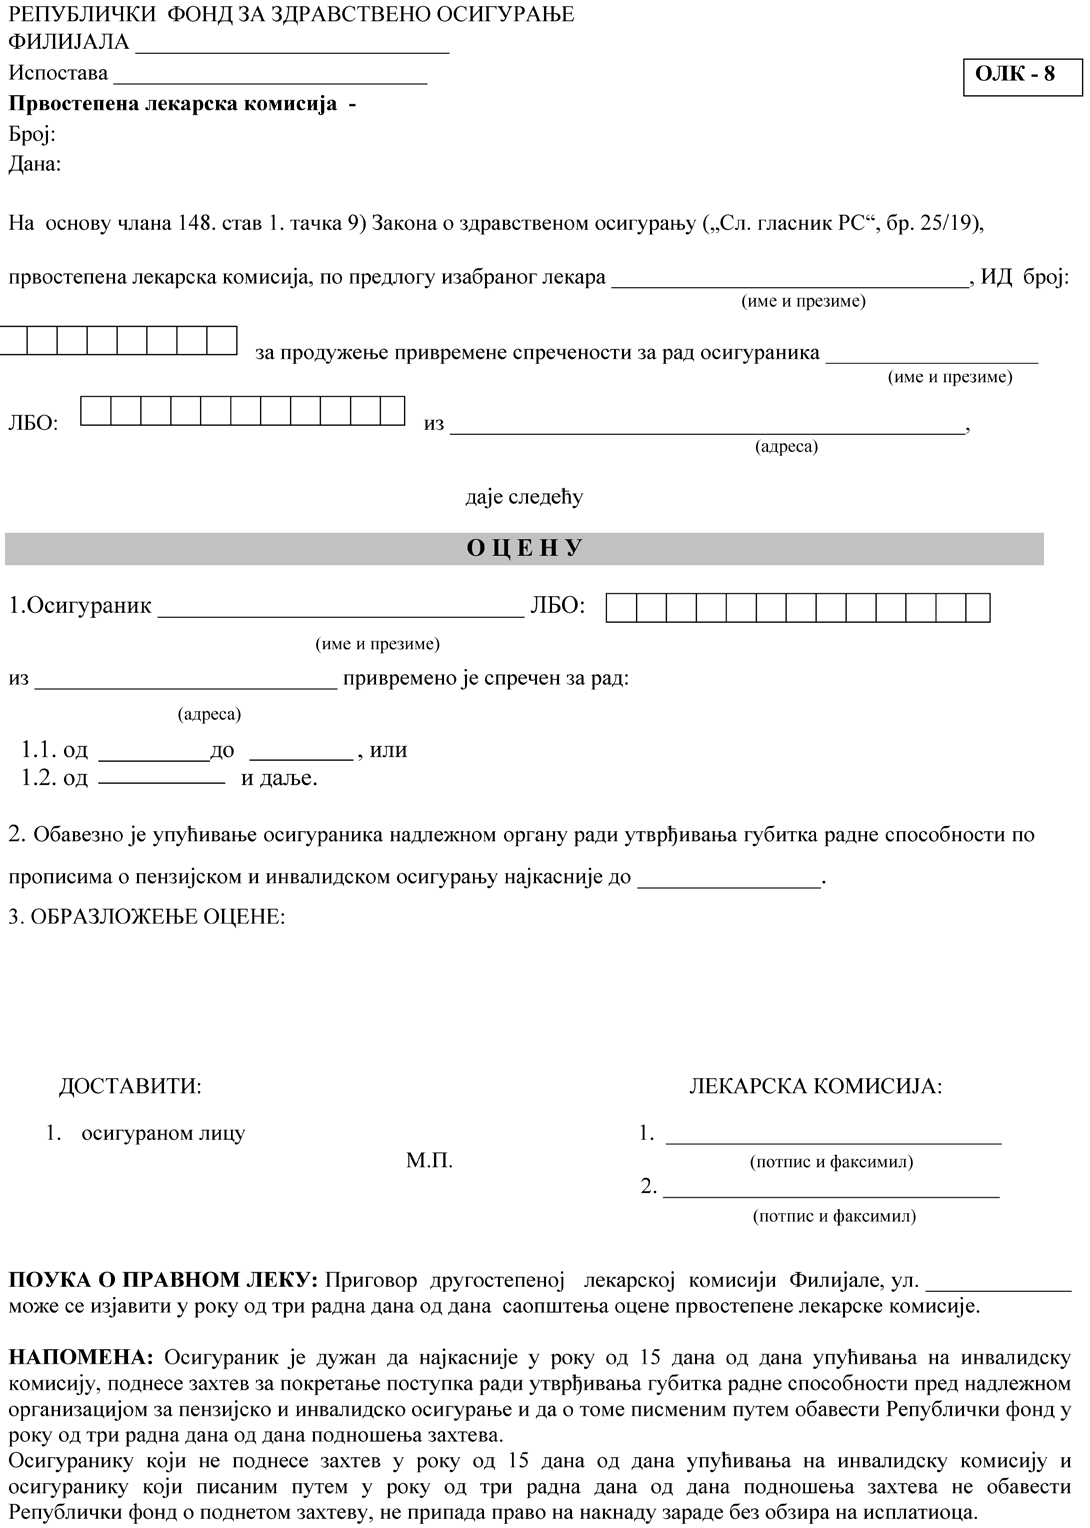 РЕПУБЛИЧКИ ФОНД ЗА ЗДРАВСТВЕНО ОСИГУРАЊЕ
ФИЛИЈАЛА ____________________________
Испостава ____________________________
ОЛК - 8
Првостепена лекарска комисија -
Број:
Дана:
На основу члана 148. став 1. тачка 9) Закона о здравственом осигурању („Сл. гласник РС“, бр. 25/19),
првостепена лекарска комисија, по предлогу изабраног лекара ________________________________, ИД број:
(име и презиме)
за продужење привремене спречености за рад осигураника ___________________
(име и презиме)
ЛБО: из ______________________________________________,
(адреса)
даје следећу
О Ц Е Н У
1.Осигураник ______________________________ ЛБО:
(име и презиме)
из ___________________________ привремено је спречен за рад:
(адреса)
1.1. од _________до _________, или
1.2. од __________ и даље.
2. Обавезно је упућивање осигураника надлежном органу ради утврђивања губитка радне способности по
прописима о пензијском и инвалидском осигурању најкасније до ________________.
3. ОБРАЗЛОЖЕЊЕ ОЦЕНЕ:
ДОСТАВИТИ: ЛЕКАРСКА КОМИСИЈА:
1. осигураном лицу 1. ______________________________
М.П. (потпис и факсимил)
2. ______________________________
(потпис и факсимил)
ПОУКА О ПРАВНОМ ЛЕКУ: Приговор другостепеној лекарској комисији Филијале, ул. _____________
може се изјавити у року од три радна дана од дана саопштења оцене првостепене лекарске комисије.
НАПОМЕНА: Осигураник је дужан да најкасније у року од 15 дана од дана упућивања на инвалидску
комисију, поднесе захтев за покретање поступка ради утврђивања губитка радне способности пред надлежном
организацијом за пензијско и инвалидско осигурање и да о томе писменим путем обавести Републички фонд у
року од три радна дана од дана подношења захтева.
Осигуранику који не поднесе захтев у року од 15 дана од дана упућивања на инвалидску комисију и
осигуранику који писаним путем у року од три радна дана од дана подношења захтева не обавести
Републички фонд о поднетом захтеву, не припада право на накнаду зараде без обзира на исплатиоца.